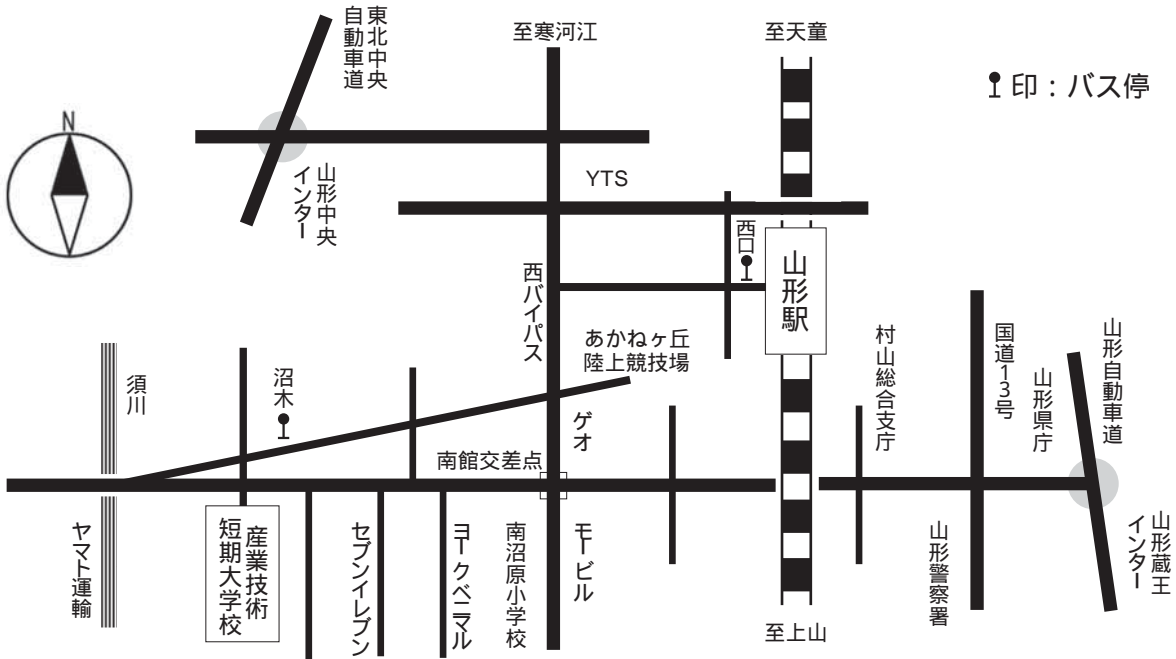 東北中央
自動車道
至寒河江
至天童
印：バス停
N
山形中央
インター
YTS
西口
山形駅
西バイパス
あかねヶ丘
陸上競技場
須川
沼木
ゲオ
南館交差点
村山総合支庁
国道13号
山形県庁
山形自動車道
ヤマト運輸
産業技術
短期大学校
セブンイレブン
ヨークベニマル
南沼原小学校
モービル
至上山
山形警察署
山形蔵王
インター